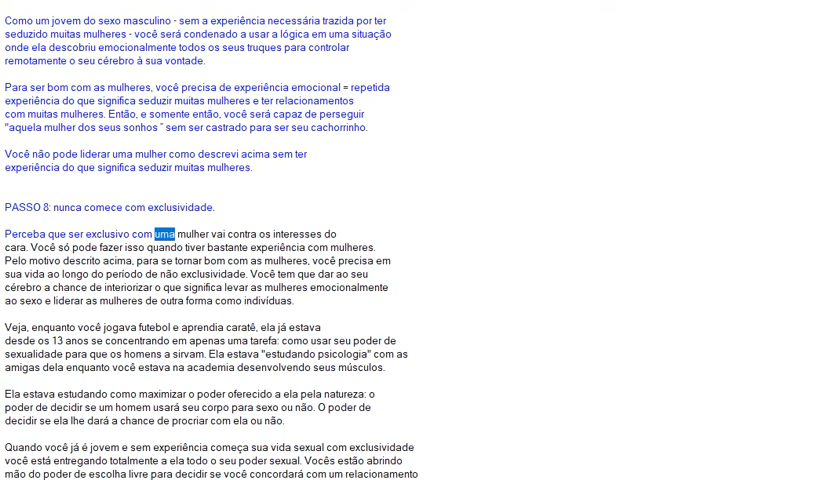 Como um jovem do sexo masculino - sem a experiência necessária trazida por ter
seduzido muitas mulheres - você será condenado a usar a lógica em uma situação
onde ela descobriu emocionalmente todos os seus truques para controlar
remotamente o seu cérebro à sua vontade.

Para ser bom com as mulheres, você precisa de experiência emocional = repetida
experiência do que significa seduzir muitas mulheres e ter relacionamentos
com muitas mulheres. Então, e somente então, você será capaz de perseguir
"aquela mulher dos seus sonhos " sem ser castrado para ser seu cachorrinho.

Você não pode liderar uma mulher como descrevi acima sem ter
experiência do que significa seduzir muitas mulheres.

PASSO 8: nunca comece com exclusividade.

Perceba que ser exclusivo com uma mulher vai contra os interesses do
cara. Você só pode fazer isso quando tiver bastante experiência com mulheres.
Pelo motivo descrito acima, para se tornar bom com as mulheres, você precisa em
sua vida ao longo do período de não exclusividade. Você tem que dar ao seu
cérebro a chance de interiorizar o que significa levar as mulheres emocionalmente
ao sexo e liderar as mulheres de outra forma como indivíduas.

Veja, enquanto você jogava futebol e aprendia caratê, ela já estava
desde os 13 anos se concentrando em apenas uma tarefa: como usar seu poder de
sexualidade para que os homens a sirvam. Ela estava "estudando psicologia" com as
amigas dela enquanto você estava na academia desenvolvendo seus músculos.

Ela estava estudando como maximizar o poder oferecido a ela pela natureza: o
poder de decidir se um homem usará seu corpo para sexo ou não. O poder de
decidir se ela lhe dará a chance de procriar com ela ou não.

Quando você já é jovem e sem experiência começa sua vida sexual com exclusividade
você está entregando totalmente a ela todo o seu poder sexual. Vocês estão abrindo
mão do poder de escolha livre para decidir se você concordará com um relacionamento